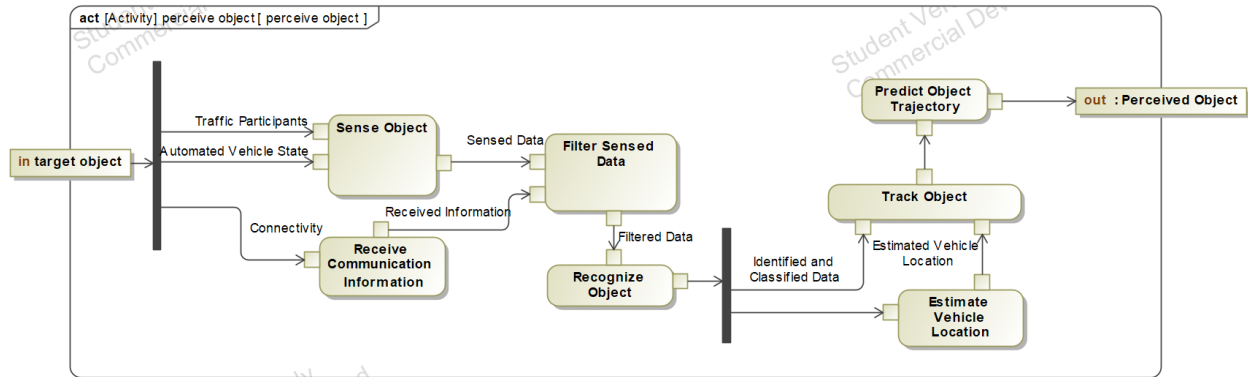 act [Activity] perceive object [ perceive object ]
Commercial Dev
in target object
Traffic Participants
Automated Vehicle State
Connectivity
Sense Object
Receive
Communication
Information
Sensed Data
Received Information
Filter Sensed
Data
Filtered Data
Recognize
Object
Identified and
Classified Data
Estimated Vehicle
Location
Estimate
Vehicle
Location
Track Object
Predict Object
Trajectory
out : Perceived Object